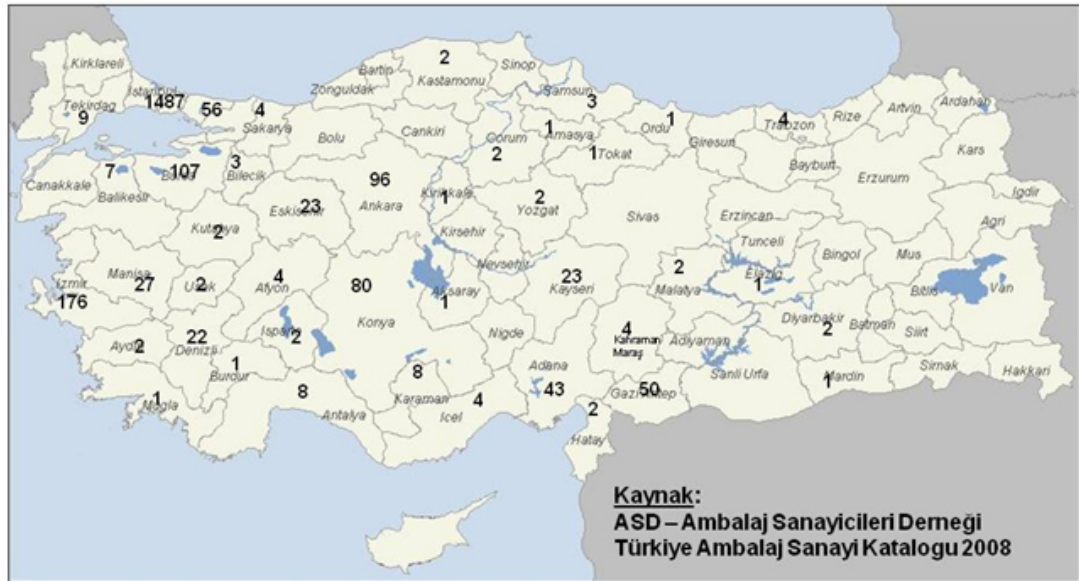 Kirklareli
Bartin
2
Sinop
Zonguldak
Kastamonu
Istanbul
1487
56
4
Samsun
3
Ardahan
Artvin
Tekirdag
9
Sakarya
Bolu
Cankiri
Corum
2
1
Amasya
Ordu
1
Giresun
4
Trabzon
Rize
Kars
1
Tokat
Bayburt
Erzurum
7
107
3
Bilecik
Canakkale
Balikesir
96
Ankara
Kirikkale
1
2
Yozgat
Igdir
23
Eskisehir
Sivas
Erzincan
Agri
Kutahya
2
Kirsehir
Tunceli
Manisa
27
2
4
Afyon
80
Nevsehir
23
Kayseri
2
Malatya
Elazig
1
Bingol
Mus
Izmir
176
Aksaray
1
Bitlis
Van
Konya
22
Denizli
Isparta
2
Nigde
4
Kahraman
Maraş
Adiyaman
Diyarbakir
2
Batman
Siirt
Aydin
2
1
Burdur
Adana
43
Sanli Urfa
Mardin
1
Sirnak
Hakkari
1
Mugla
8
Antalya
8
Karaman
4
Icel
50
Gaziantep
2
Hatay
Kaynak:
ASD – Ambalaj Sanayicileri Derneği
Türkiye Ambalaj Sanayi Katalogu 2008